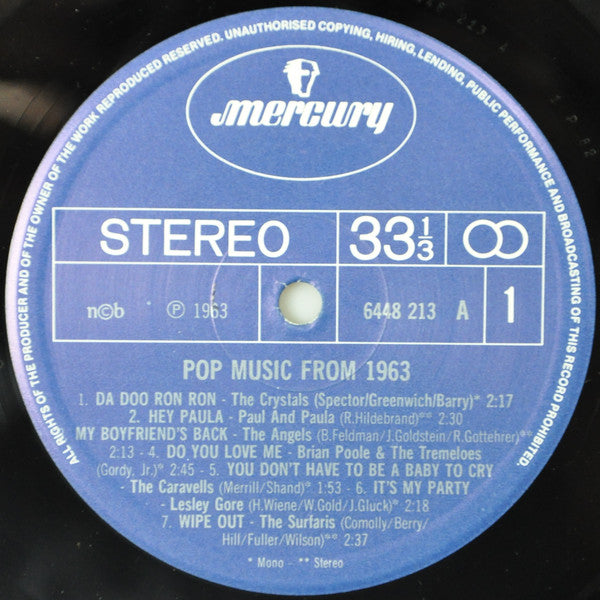 ALL RIGHTS OF THE PRODUCER AND OF THE OWNER OF THE WORK REPRODUCED RESERVED. UNAUTHORISED COPYING, HIRING, LENDING, PUBLIC PERFORMANCE AND BROADCASTING OF THIS RECORD PROHIBITED.
mercury
STEREO 33 1/3
n©b ℗ 1963 6448 213 A 1
POP MUSIC FROM 1963
1. DA DOO RON RON - The Crystals (Spector/Greenwich/Barry)* 2:17
2. HEY PAULA - Paul And Paula (R.Hildebrand)** 2:30
MY BOYFRIEND'S BACK - The Angels (B.Feldman/J.Goldstein/R.Gottehrer)**
2:13 - 4. DO YOU LOVE ME - Brian Poole & The Tremeloes
(Gordy, Jr.)* 2:45 - 5. YOU DON'T HAVE TO BE A BABY TO CRY
- The Caravells (Merrill/Shand)* 1:53 - 6. IT'S MY PARTY
- Lesley Gore (H.Wiene/W.Gold/J.Gluck)* 2:18
7. WIPE OUT - The Surfaris (Comolly/Berry/
Hill/Fuller/Wilson)** 2:37
* Mono - ** Stereo
213 A